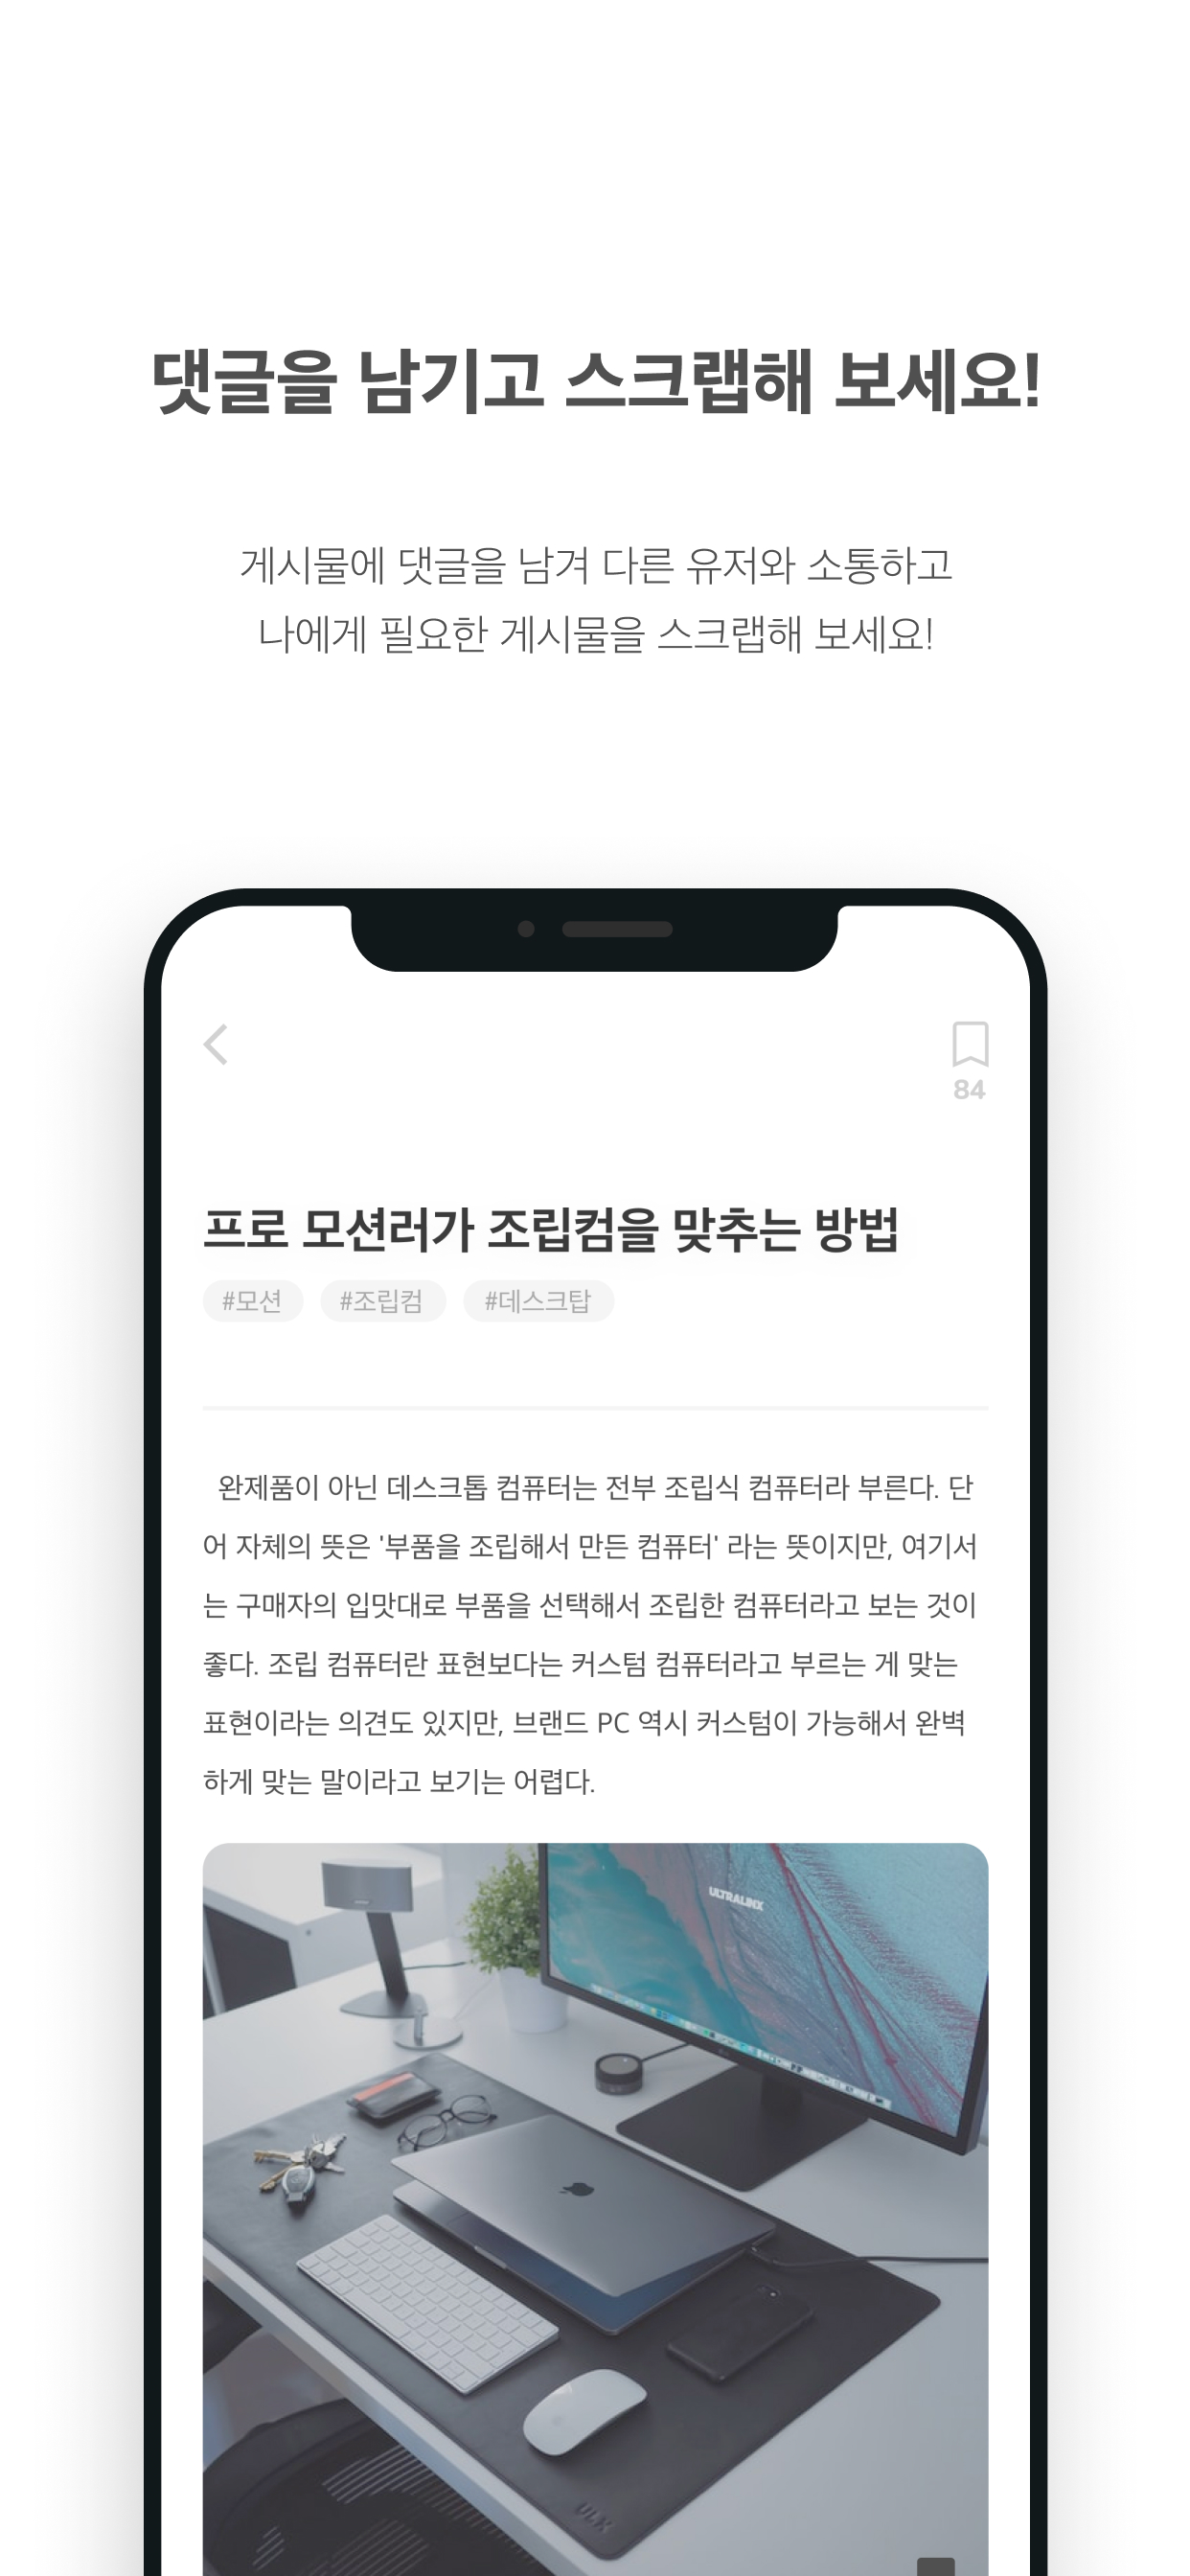 댓글을 남기고 스크랩해 보세요!
게시물에 댓글을 남겨 다른 유저와 소통하고
나에게 필요한 게시물을 스크랩해 보세요!
84
프로 모션러가 조립컴을 맞추는 방법
#모션 #조립컴 #데스크탑
완제품이 아닌 데스크톱 컴퓨터는 전부 조립식 컴퓨터라 부른다. 단
어 자체의 뜻은 '부품을 조립해서 만든 컴퓨터' 라는 뜻이지만, 여기서
는 구매자의 입맛대로 부품을 선택해서 조립한 컴퓨터라고 보는 것이
좋다. 조립 컴퓨터란 표현보다는 커스텀 컴퓨터라고 부르는 게 맞는
표현이라는 의견도 있지만, 브랜드 PC 역시 커스텀이 가능해서 완벽
하게 맞는 말이라고 보기는 어렵다.
ULTRALINX